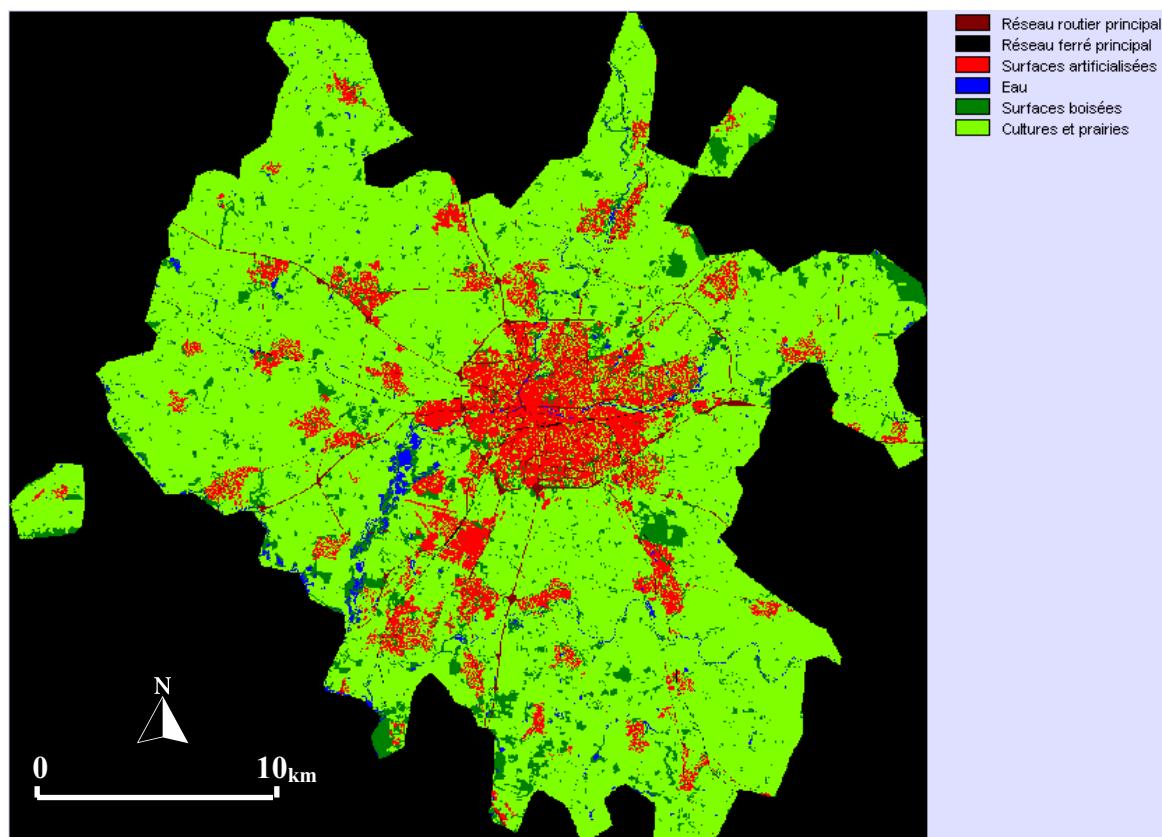 Réseau routier principal
Réseau ferré principal
Surfaces artificialisées
Eau
Surfaces boisées
Cultures et prairies
N
0 10km